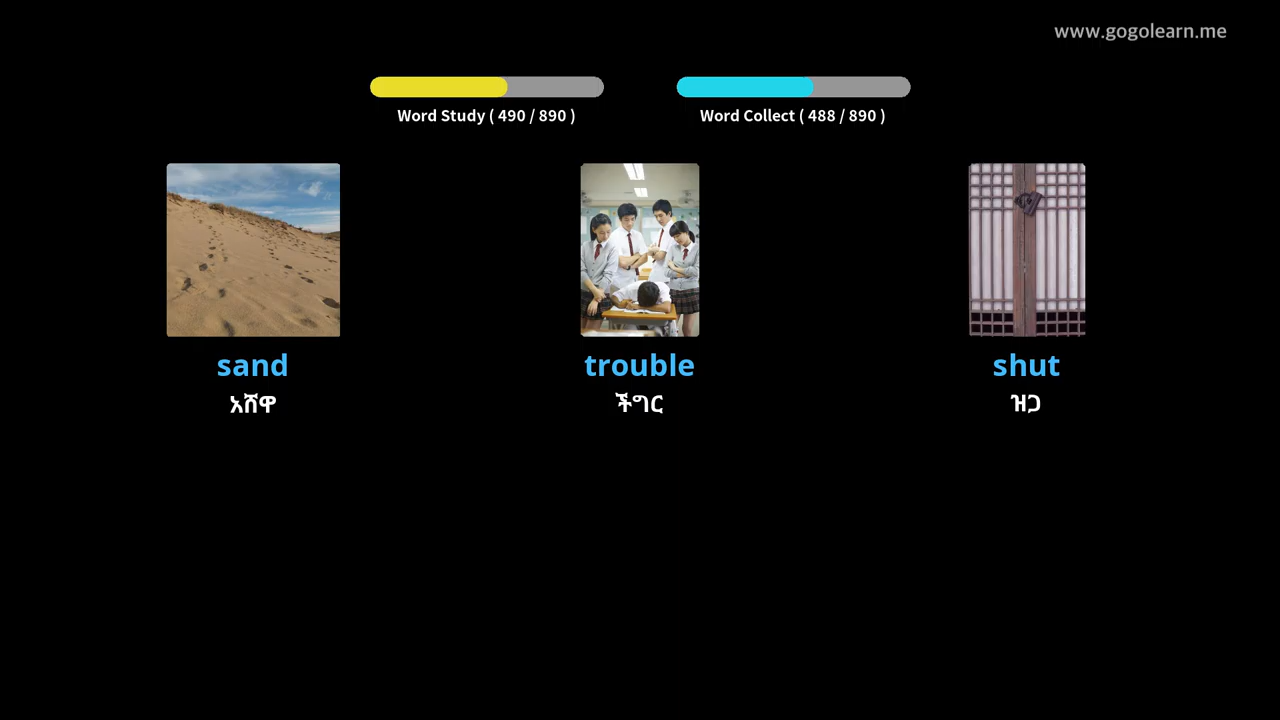 www.gogolearn.me
Word Study ( 490 / 890 )
Word Collect ( 488 / 890 )
sand
trouble
shut
አሸዋ
ችግር
ዝጋ